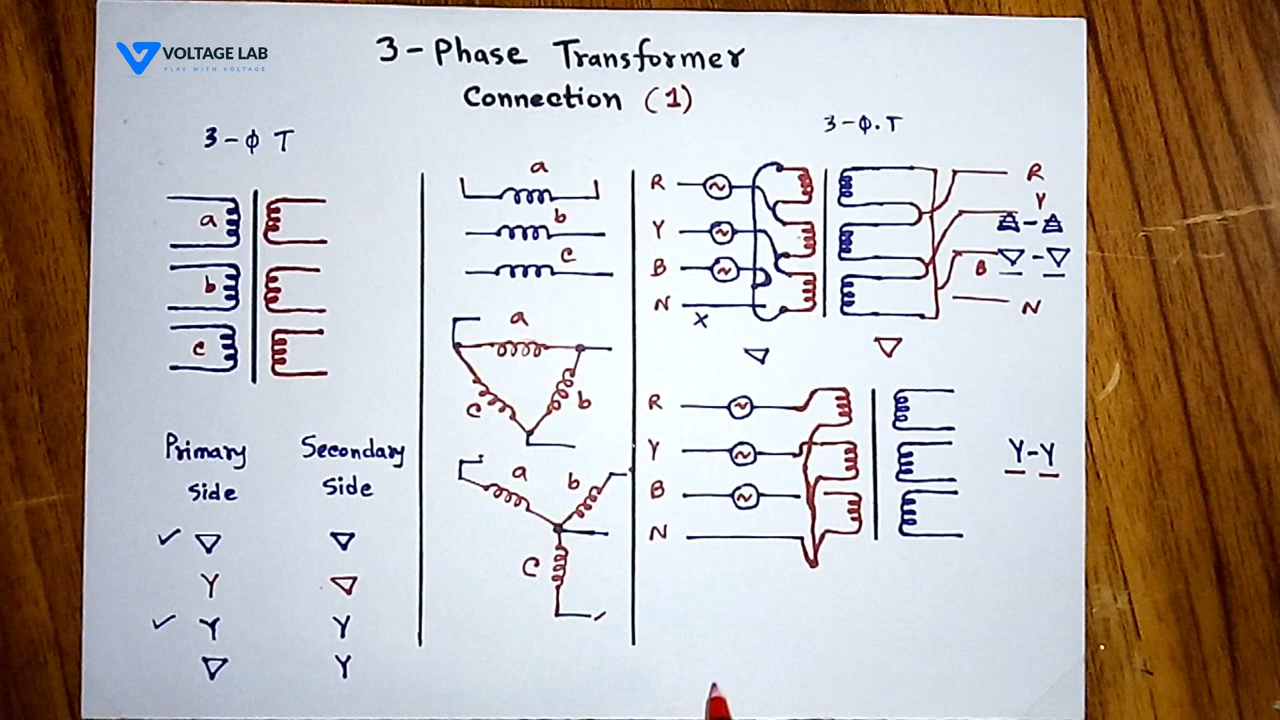 VOLTAGE LAB
PLAY WITH VOLTAGE
3-Phase Transformer
Connection (1)
3-φ T
a
b
c
Primary Side
Secondary Side
✓ ▽ ▽
Y ▽
✓ Y Y
▽ Y
a
b
c
a
b
c
a
b
c
3-φ.T
R
Y
B
N
x
R
Y
B
N
▽-▽
▽
▽
R
Y
B
N
Y-Y